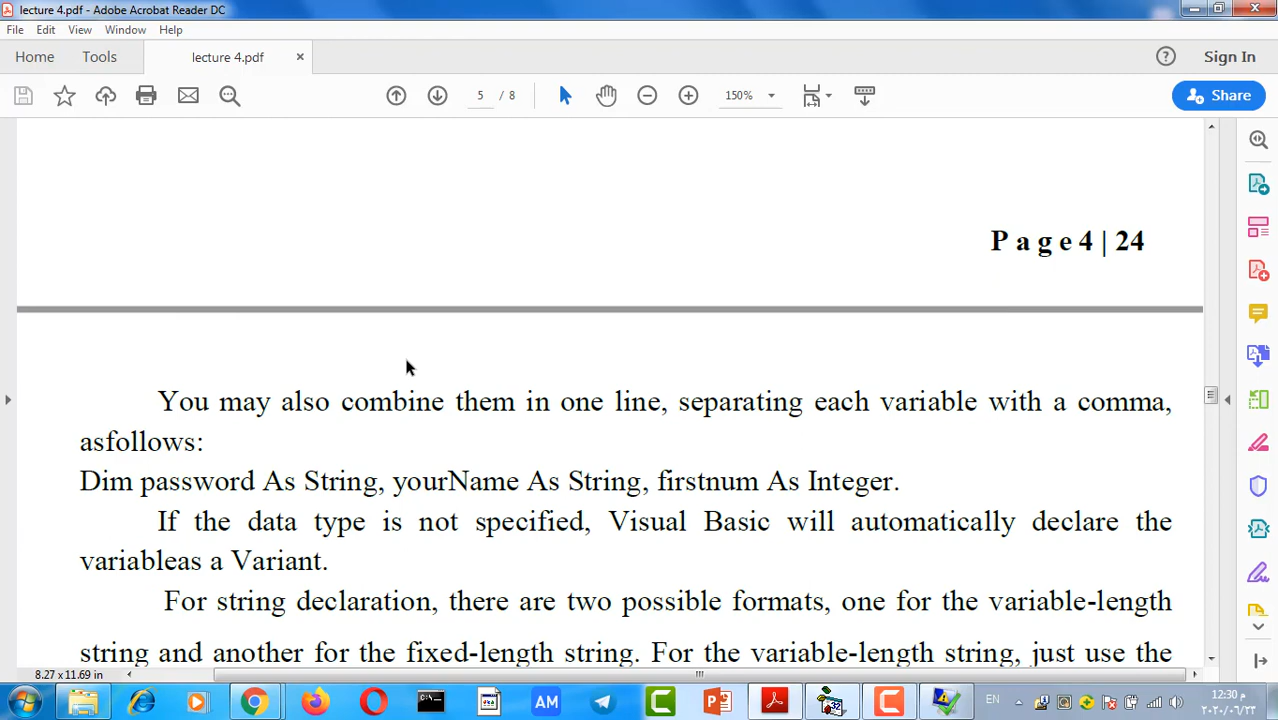 lecture 4.pdf - Adobe Acrobat Reader DC
File Edit View Window Help
Home Tools lecture 4.pdf × ? Sign In
5 / 8 150% Share
P a g e 4 | 24
You may also combine them in one line, separating each variable with a comma,
asfollows:
Dim password As String, yourName As String, firstnum As Integer.
If the data type is not specified, Visual Basic will automatically declare the
variableas a Variant.
For string declaration, there are two possible formats, one for the variable-length
string and another for the fixed-length string. For the variable-length string, just use the
8.27 x 11.69 in
AM 32 EN 12:30 م
٢٠٢٠/٠٦/٢٣